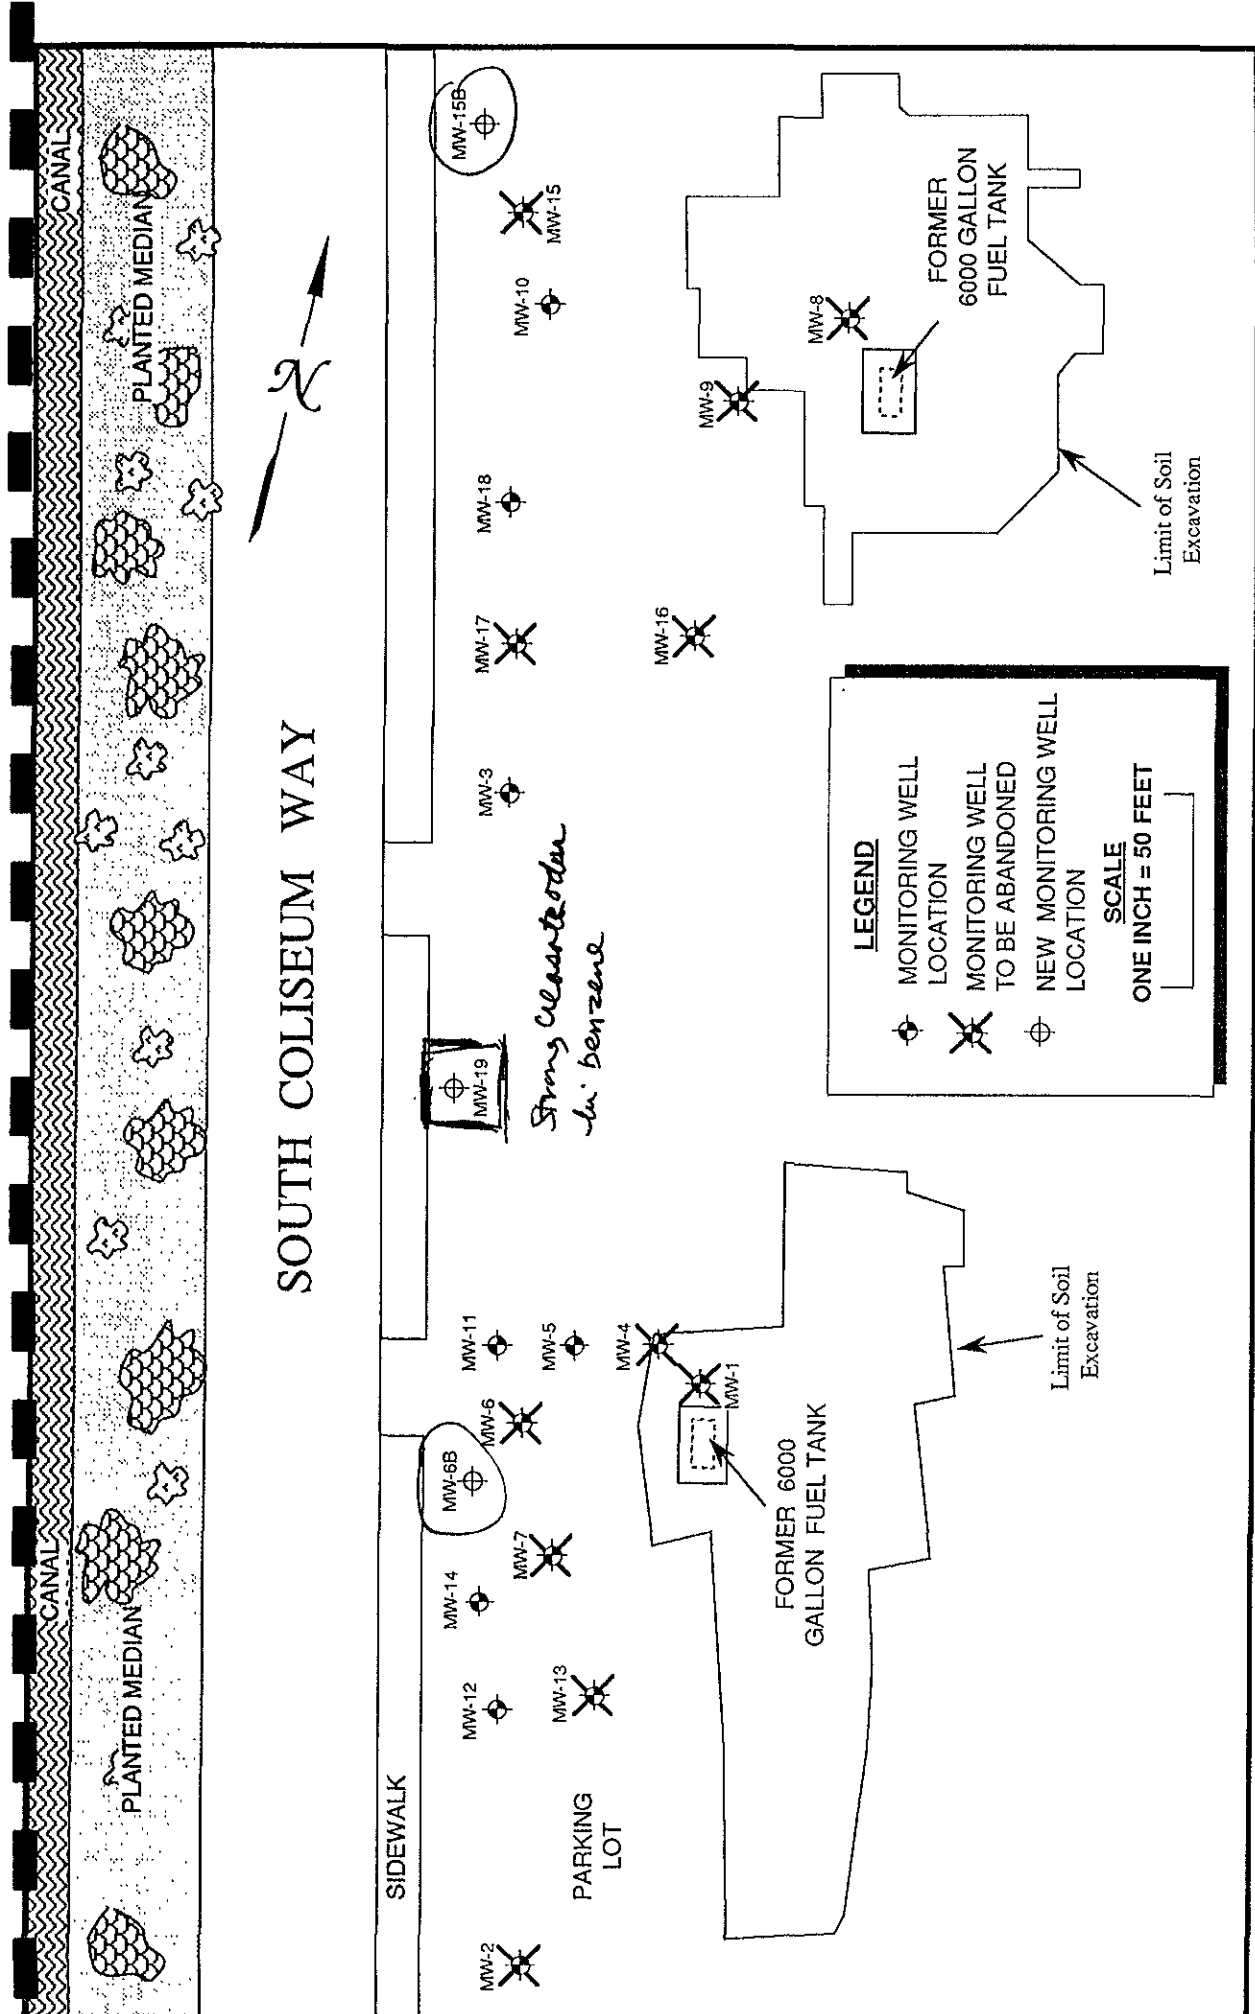 CANAL
CANAL
PLANTED MEDIAN
PLANTED MEDIAN
SOUTH COLISEUM WAY
N
SIDEWALK
PARKING
LOT
MW-2
MW-12
MW-13
MW-14
MW-7
MW-6B
MW-6
MW-11
MW-5
MW-4
MW-1
MW-19
Strong
benzene
MW-3
MW-17
MW-16
MW-18
MW-10
MW-15
MW-15B
MW-9
MW-8
FORMER 6000
GALLON FUEL TANK
Limit of Soil
Excavation
FORMER
6000 GALLON
FUEL TANK
Limit of Soil
Excavation
LEGEND
MONITORING WELL
LOCATION
MONITORING WELL
TO BE ABANDONED
NEW MONITORING WELL
LOCATION
SCALE
ONE INCH = 50 FEET